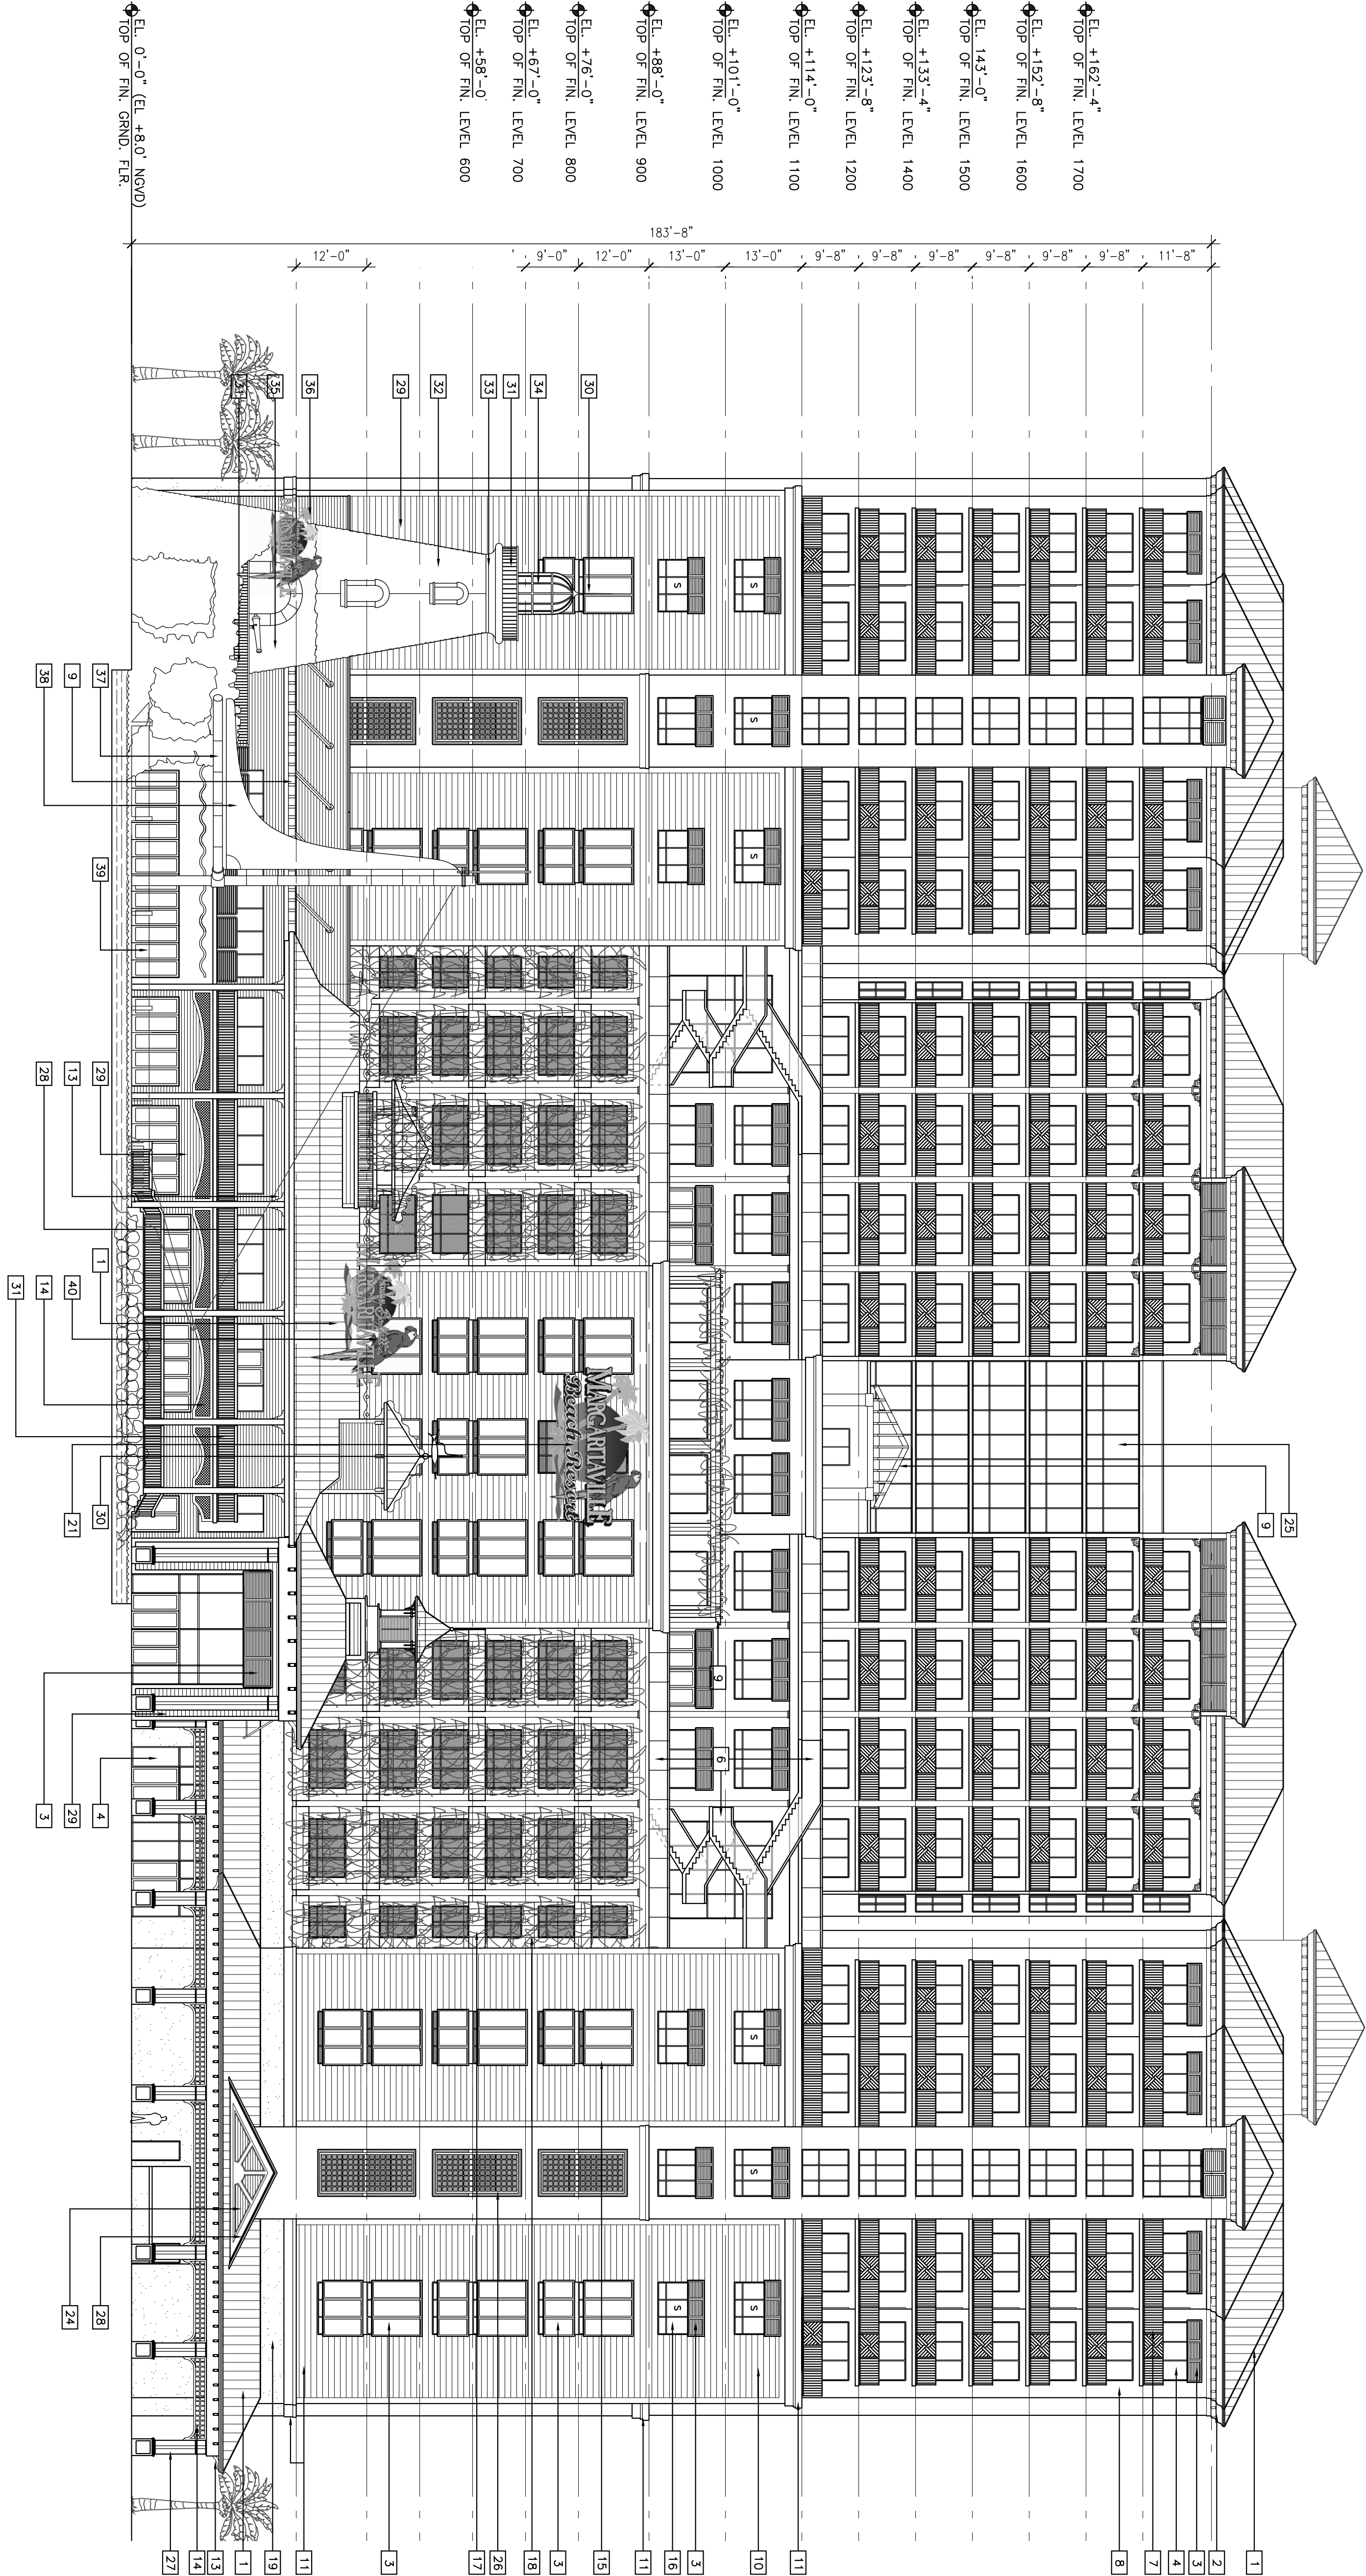 EL. +162'-4"
TOP OF FIN. LEVEL 1700
EL. +152'-8"
TOP OF FIN. LEVEL 1600
EL. 143'-0"
TOP OF FIN. LEVEL 1500
EL. +133'-4"
TOP OF FIN. LEVEL 1400
EL. +123'-8"
TOP OF FIN. LEVEL 1200
EL. +114'-0"
TOP OF FIN. LEVEL 1100
EL. +101'-0"
TOP OF FIN. LEVEL 1000
EL. +88'-0"
TOP OF FIN. LEVEL 900
EL. +76'-0"
TOP OF FIN. LEVEL 800
EL. +67'-0"
TOP OF FIN. LEVEL 700
EL. +58'-0
TOP OF FIN. LEVEL 600
EL. 0'-0" (EL +8.0' NGVD)
TOP OF FIN. GRND. FLR.
183'-8"
11'-8"
9'-8"
9'-8"
9'-8"
9'-8"
9'-8"
9'-8"
13'-0"
13'-0"
12'-0"
9'-0"
12'-0"
30
34
31
33
32
29
36
35
31
37
9
38
39
29
13
28
1
40
14
31
21
30
25
9
9
6
3
29
4
28
24
S
S
S
S
S
S
S
S
S
MARGARITAVILLE
MARGARITAVILLE
MARGARITAVILLE
Beach Resort
1
2
3
4
7
8
11
10
3
16
11
15
3
18
26
17
3
11
19
1
13
14
27